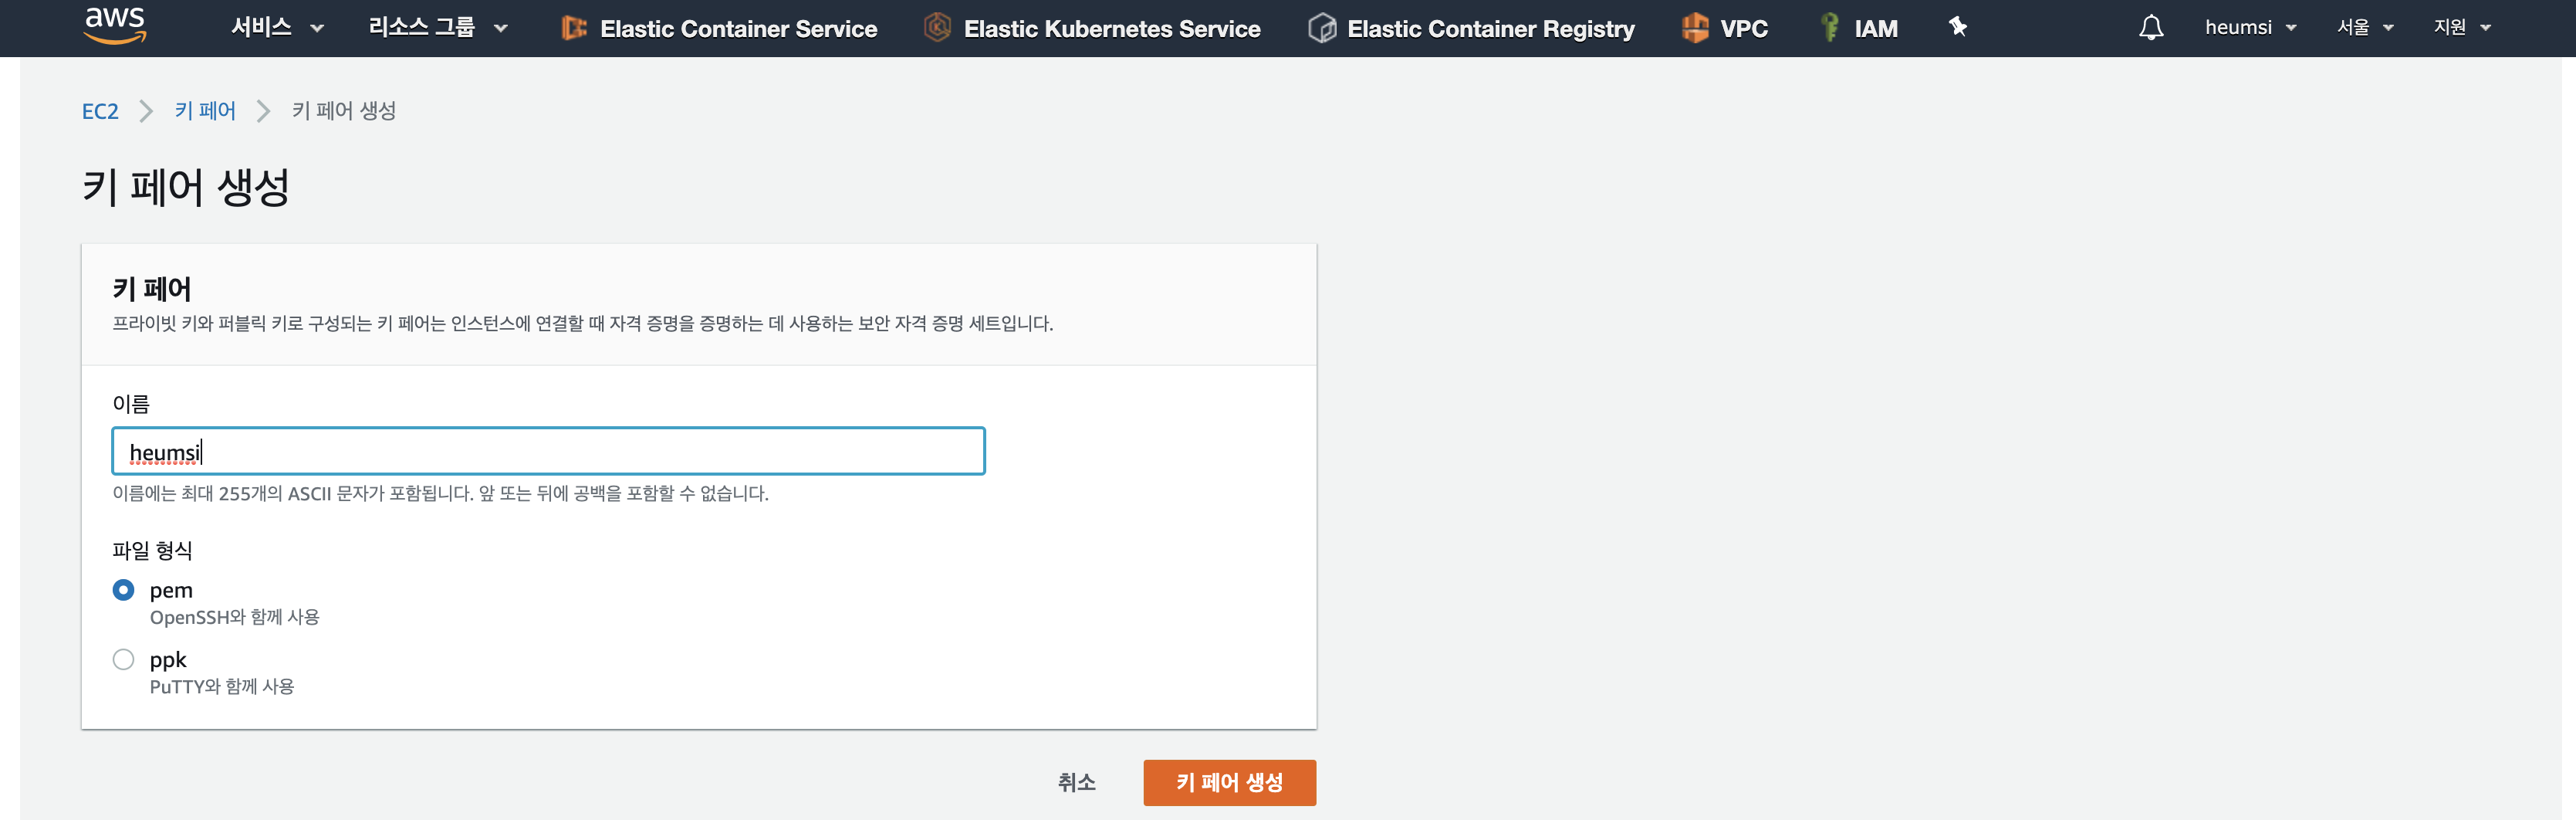 aws 서비스 리소스 그룹 Elastic Container Service Elastic Kubernetes Service Elastic Container Registry VPC IAM heumsi 서울 지원
EC2 키 페어 키 페어 생성
키 페어 생성
키 페어
프라이빗 키와 퍼블릭 키로 구성되는 키 페어는 인스턴스에 연결할 때 자격 증명을 증명하는 데 사용하는 보안 자격 증명 세트입니다.
이름
heumsi
이름에는 최대 255개의 ASCII 문자가 포함됩니다. 앞 또는 뒤에 공백을 포함할 수 없습니다.
파일 형식
pem
OpenSSH와 함께 사용
ppk
PuTTY와 함께 사용
취소 키 페어 생성